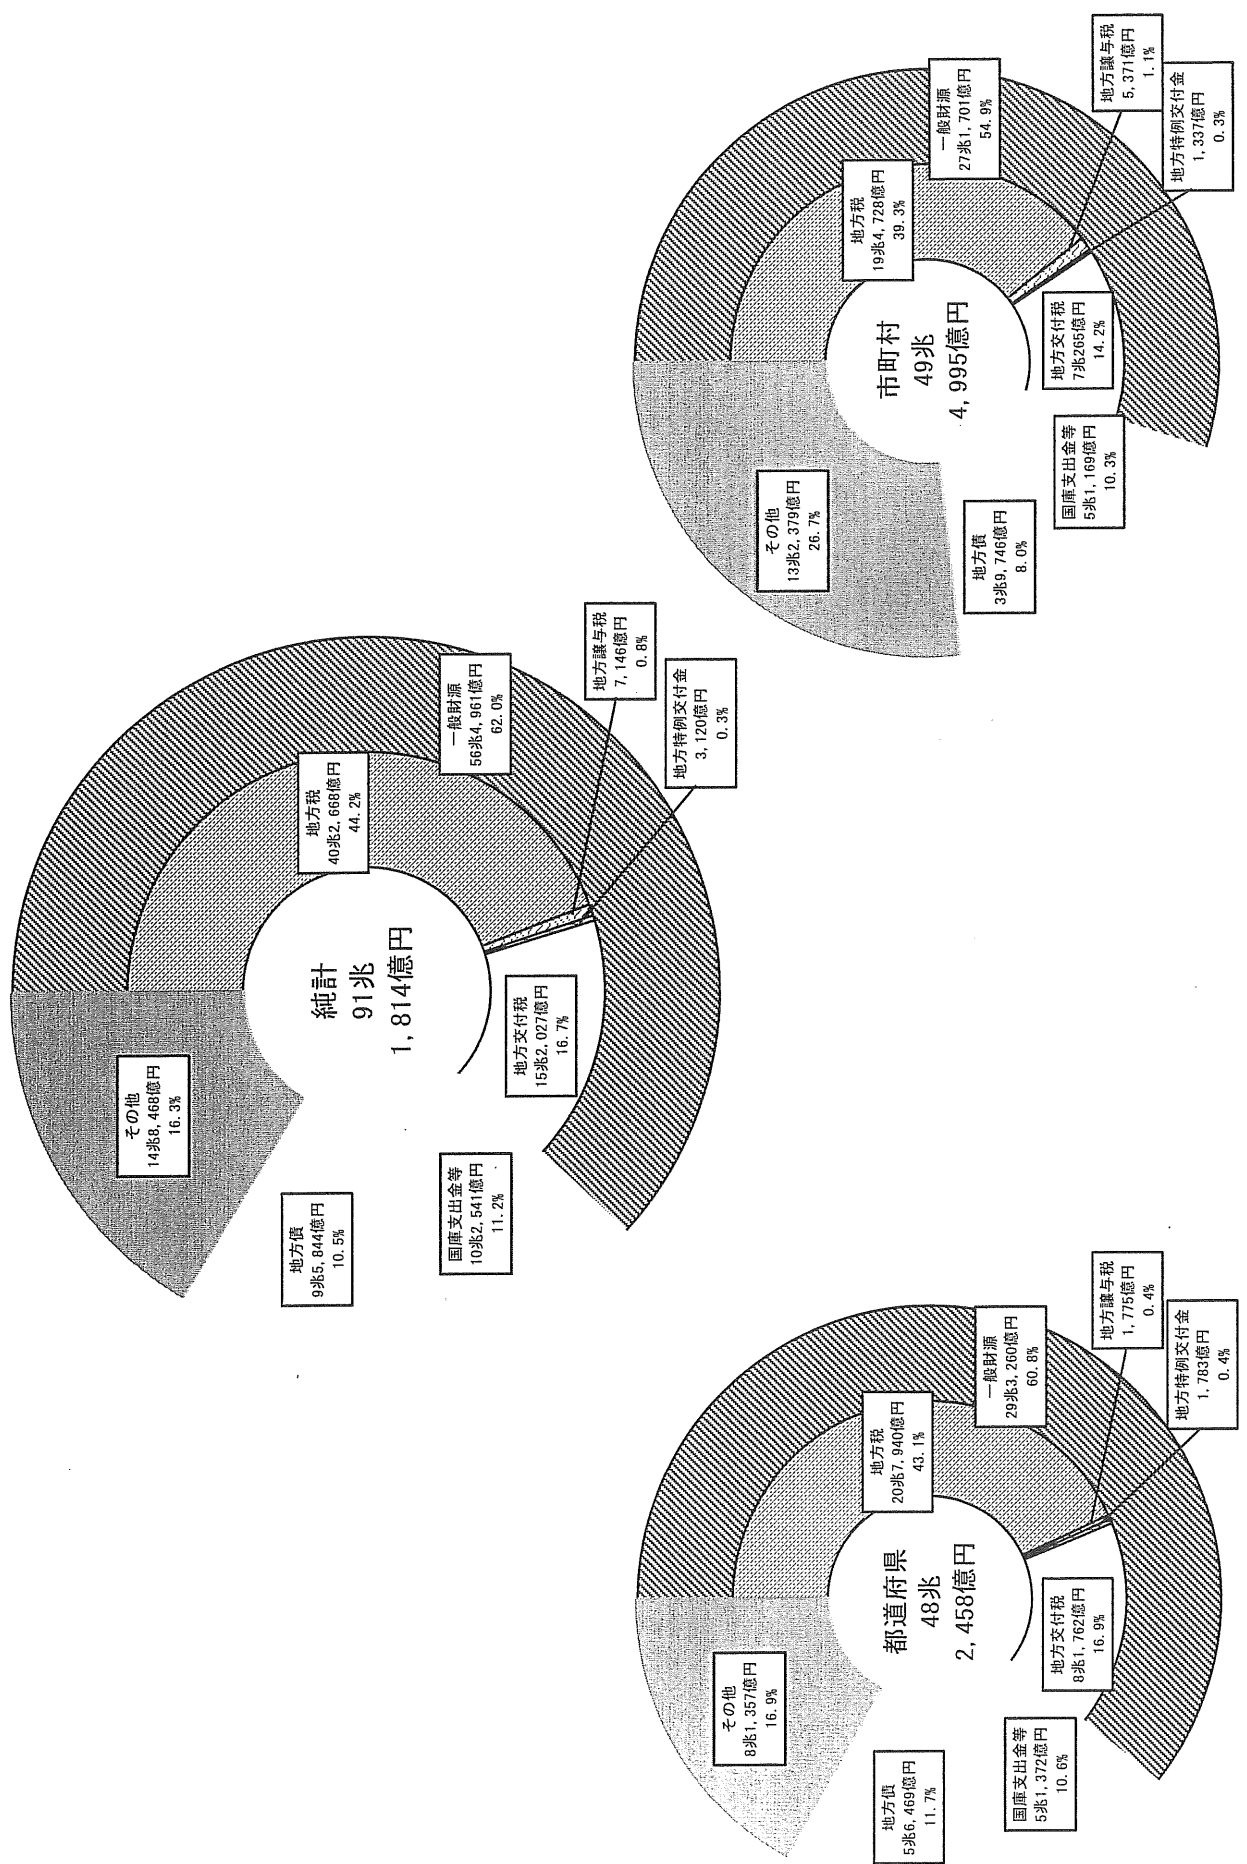 純計
91兆
1,814億円
地方税
40兆2,668億円
44.2%
一般財源
56兆4,961億円
62.0%
地方譲与税
7,146億円
0.8%
地方特例交付金
3,120億円
0.3%
地方交付税
15兆2,027億円
16.7%
国庫支出金等
10兆2,541億円
11.2%
地方債
9兆5,844億円
10.5%
その他
14兆8,468億円
16.3%
都道府県
48兆
2,458億円
地方税
20兆7,940億円
43.1%
一般財源
29兆3,260億円
60.8%
地方譲与税
1,775億円
0.4%
地方特例交付金
1,783億円
0.4%
地方交付税
8兆1,762億円
16.9%
国庫支出金等
5兆1,372億円
10.6%
地方債
5兆6,469億円
11.7%
その他
8兆1,357億円
16.9%
市町村
49兆
4,995億円
地方税
19兆4,728億円
39.3%
一般財源
27兆1,701億円
54.9%
地方譲与税
5,371億円
1.1%
地方特例交付金
1,337億円
0.3%
地方交付税
7兆265億円
14.2%
国庫支出金等
5兆1,169億円
10.3%
地方債
3兆9,746億円
8.0%
その他
13兆2,379億円
26.7%